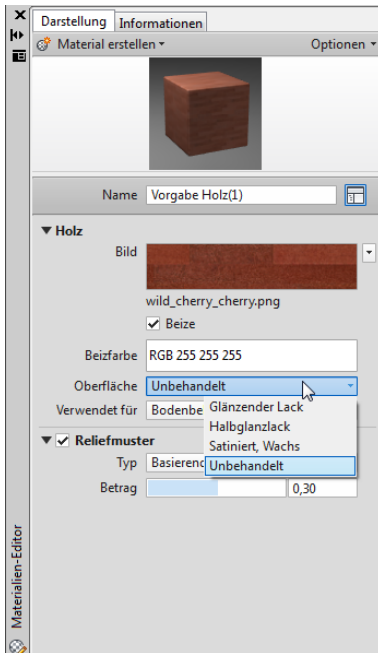 Darstellung Informationen
Material erstellen Optionen
Name Vorgabe Holz(1)
Holz
Bild
wild_cherry_cherry.png
Beize
Beizfarbe RGB 255 255 255
Oberfläche Unbehandelt
Glänzender Lack
Verwendet für Bodenbe
Halbglanzlack
Satiniert, Wachs
Reliefmuster
Unbehandelt
Typ Basierend
Betrag 0,30
Materialien-Editor